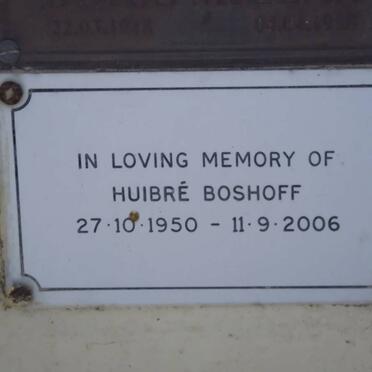 IN LOVING MEMORY OF
HUIBRÉ BOSHOFF
27·10·1950 - 11·9·2006